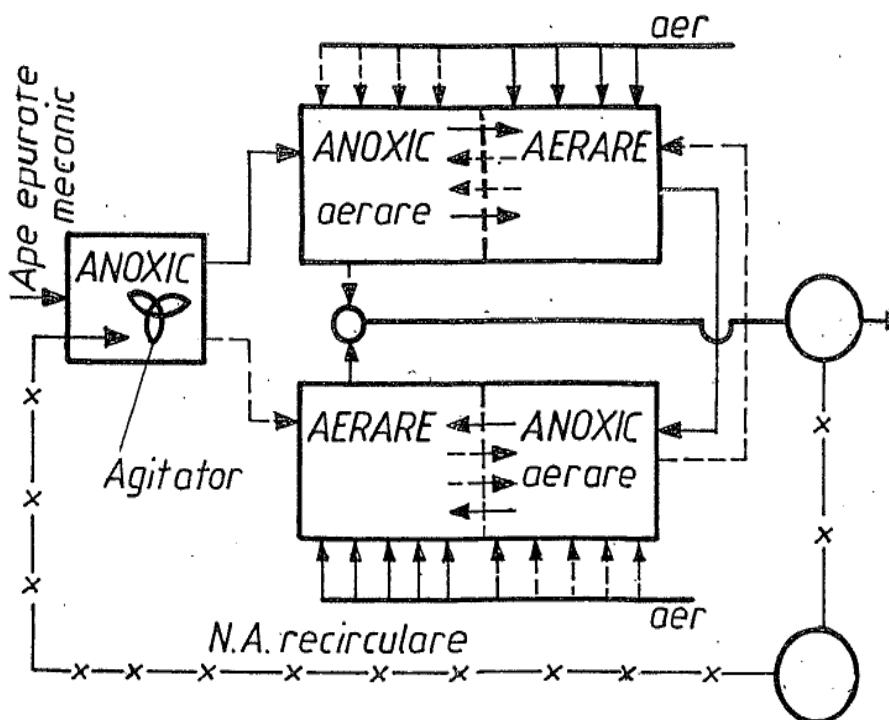 aer
Ape epurate
mecanic
ANOXIC
aerare
AERARE
ANOXIC
Agitator
AERARE
ANOXIC
aerare
aer
N.A. recirculare